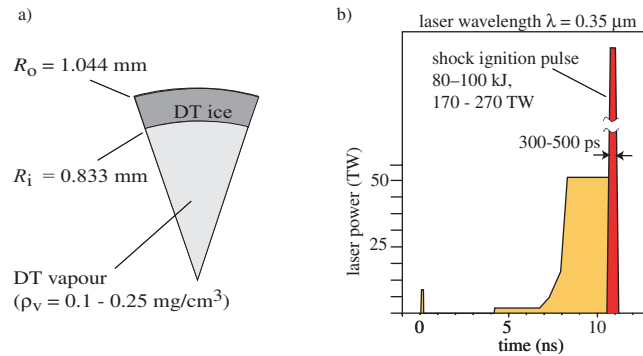 a)
R_o = 1.044 mm
DT ice
R_i = 0.833 mm
DT vapour
(ρ_v = 0.1 - 0.25 mg/cm³)
b)
laser wavelength λ = 0.35 μm
shock ignition pulse
80–100 kJ,
170 - 270 TW
300-500 ps
laser power (TW)
50
25
0
5
10
time (ns)